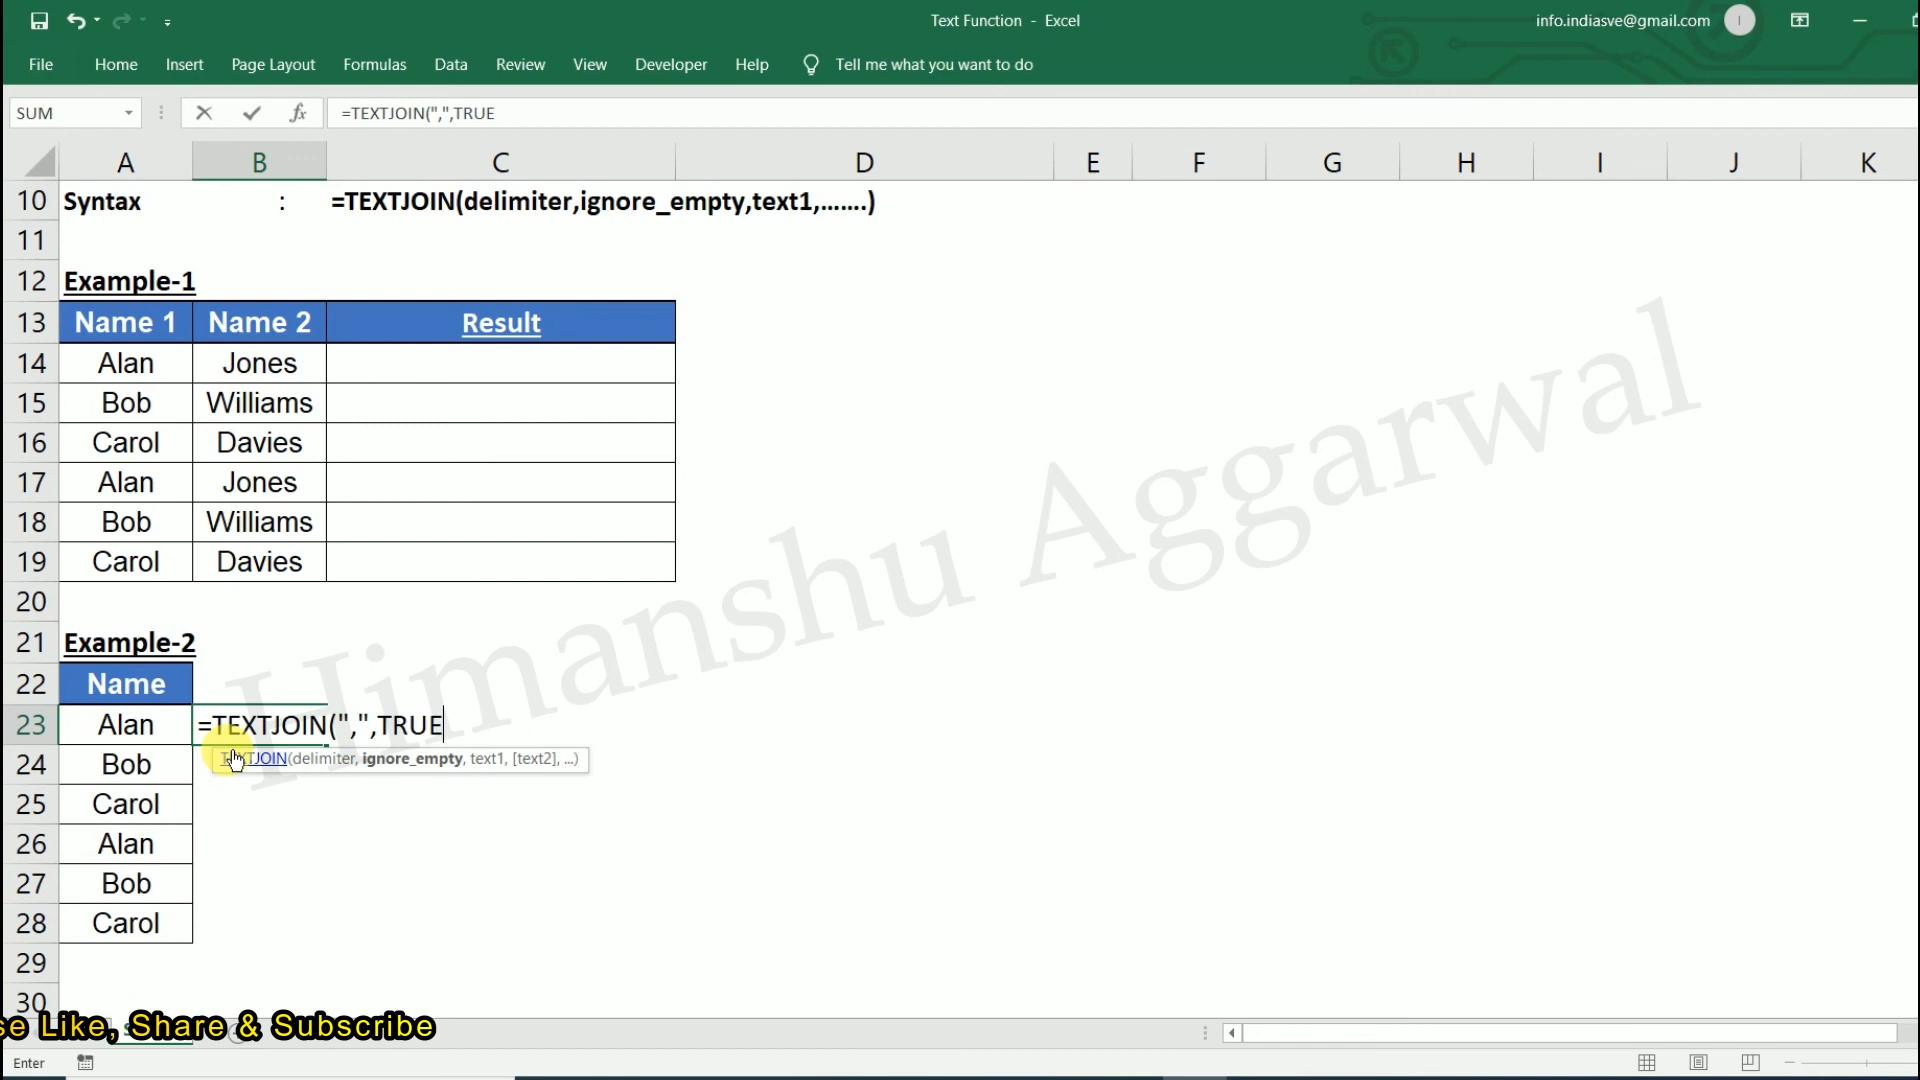 Text Function - Excel
info.indiasve@gmail.com
I
File Home Insert Page Layout Formulas Data Review View Developer Help Tell me what you want to do
SUM fx =TEXTJOIN(",",TRUE
A B C D E F G H I J K
10 Syntax : =TEXTJOIN(delimiter,ignore_empty,text1,.......)
11
12 Example-1
13 Name 1 Name 2 Result
14 Alan Jones
15 Bob Williams
16 Carol Davies
17 Alan Jones
18 Bob Williams
19 Carol Davies
20
21 Example-2
22 Name
23 Alan =TEXTJOIN(",",TRUE
TEXTJOIN(delimiter, ignore_empty, text1, [text2], ...)
24 Bob
25 Carol
26 Alan
27 Bob
28 Carol
29
30
Himanshu Aggarwal
se Like, Share & Subscribe
Enter